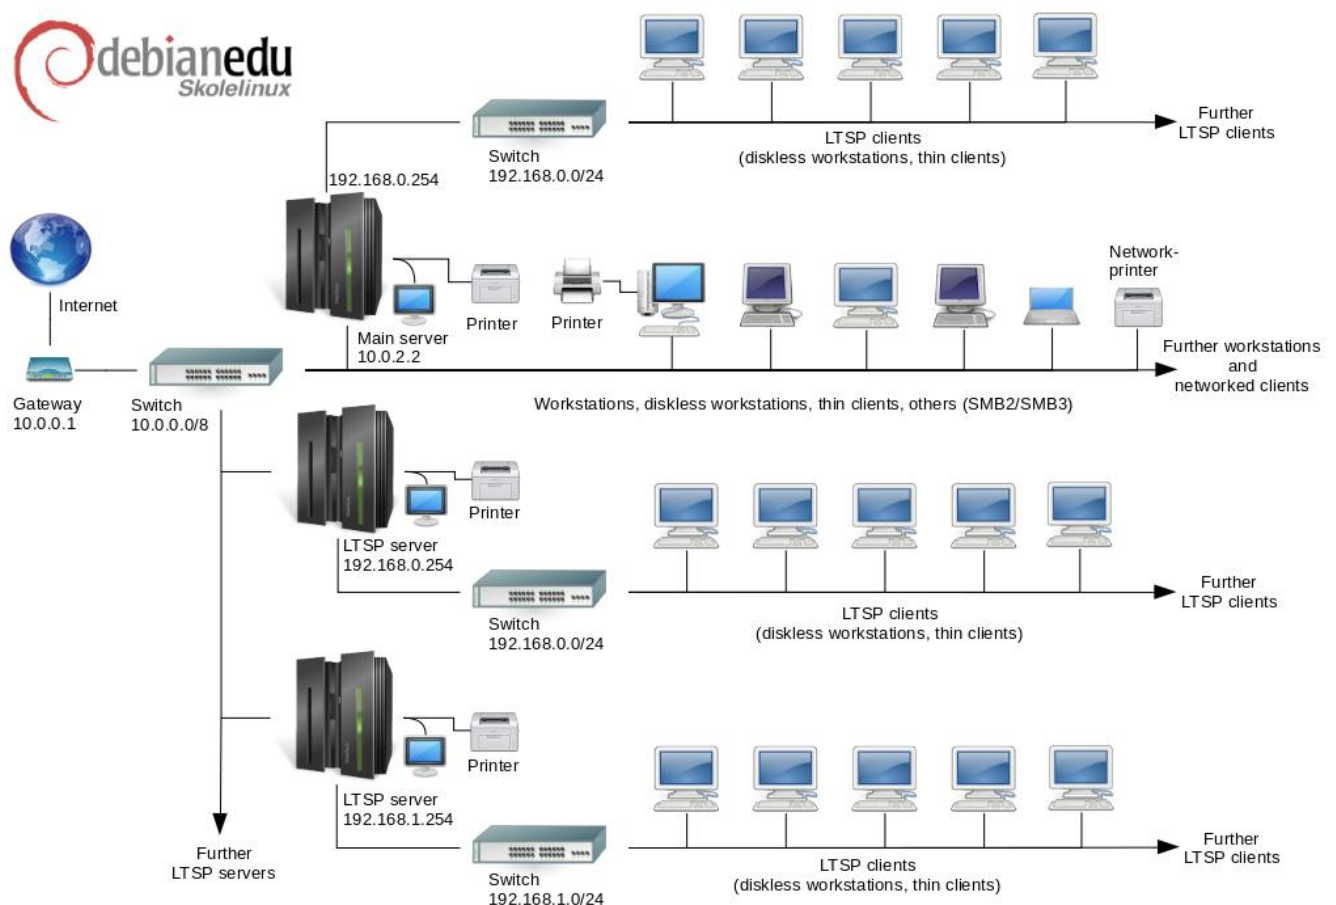 debianedu
Skolelinux
Further
LTSP clients
LTSP clients
(diskless workstations, thin clients)
Switch
192.168.0.0/24
192.168.0.254
Network-
printer
Internet
Printer
Printer
Main server
10.0.2.2
Further workstations
and
networked clients
Gateway
10.0.0.1
Switch
10.0.0.0/8
Workstations, diskless workstations, thin clients, others (SMB2/SMB3)
Printer
LTSP server
192.168.0.254
Further
LTSP clients
LTSP clients
(diskless workstations, thin clients)
Switch
192.168.0.0/24
Printer
LTSP server
192.168.1.254
Further
LTSP servers
Further
LTSP clients
LTSP clients
(diskless workstations, thin clients)
Switch
192.168.1.0/24